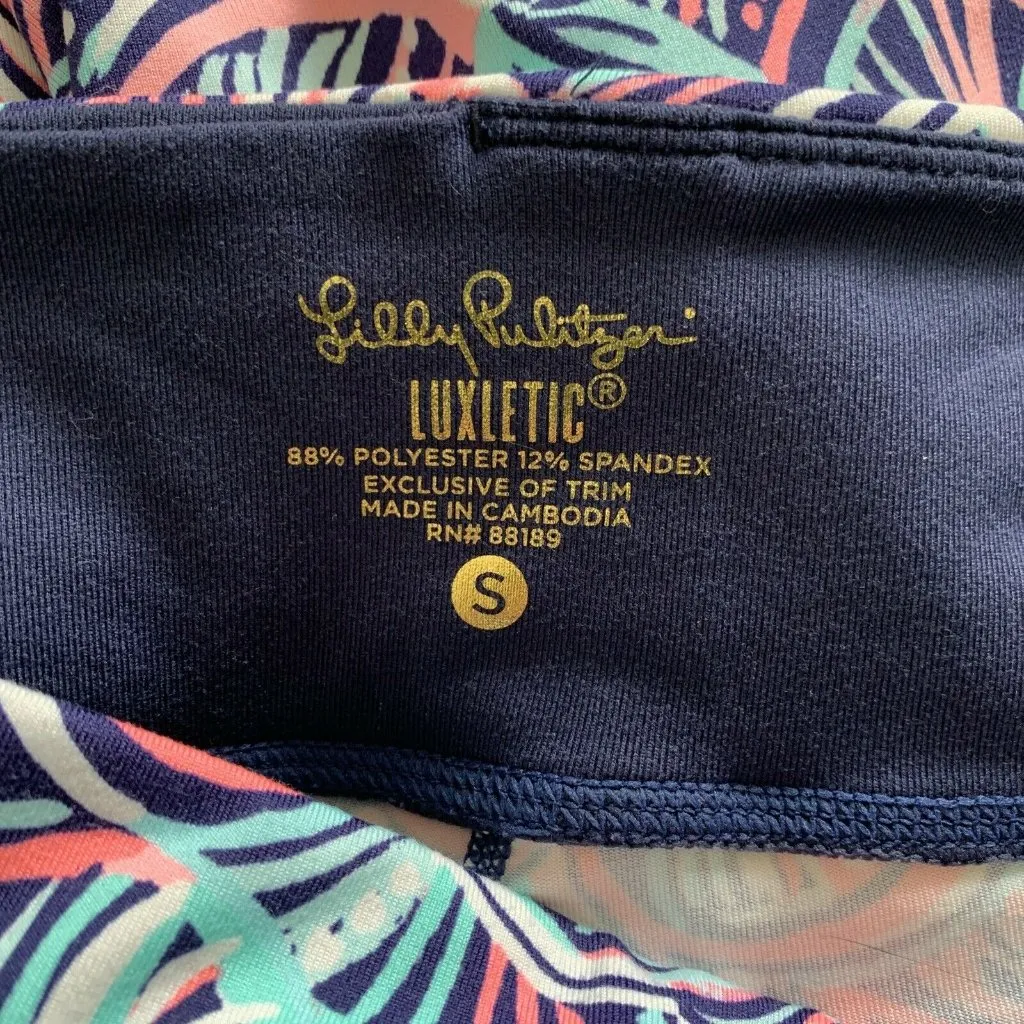 Lilly Pulitzer
LUXLETIC®
88% POLYESTER 12% SPANDEX
EXCLUSIVE OF TRIM
MADE IN CAMBODIA
RN# 88189
S